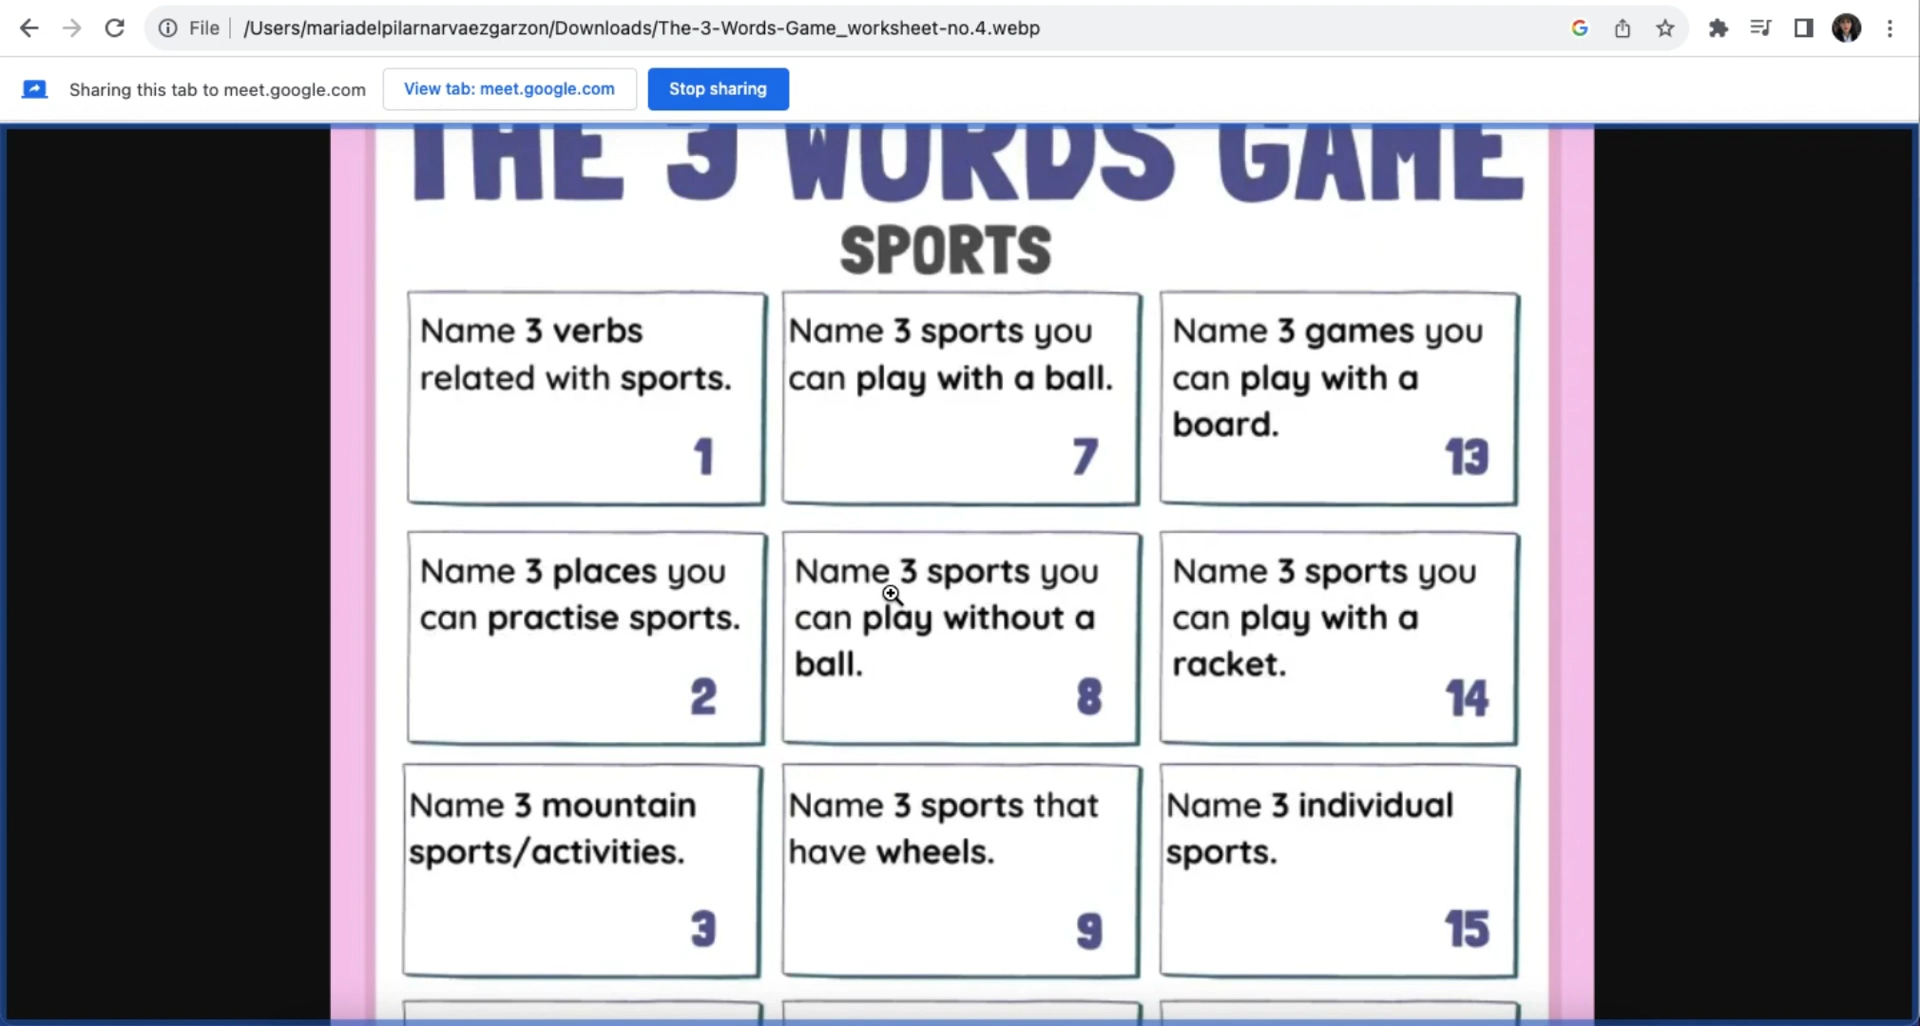 File
/Users/mariadelpilarnarvaezgarzon/Downloads/The-3-Words-Game_worksheet-no.4.webp
Sharing this tab to meet.google.com
View tab: meet.google.com
Stop sharing
THE 3 WORDS GAME
SPORTS
Name 3 verbs
related with sports.
1
Name 3 sports you
can play with a ball.
7
Name 3 games you
can play with a
board.
13
Name 3 places you
can practise sports.
2
Name 3 sports you
can play without a
ball.
8
Name 3 sports you
can play with a
racket.
14
Name 3 mountain
sports/activities.
3
Name 3 sports that
have wheels.
9
Name 3 individual
sports.
15